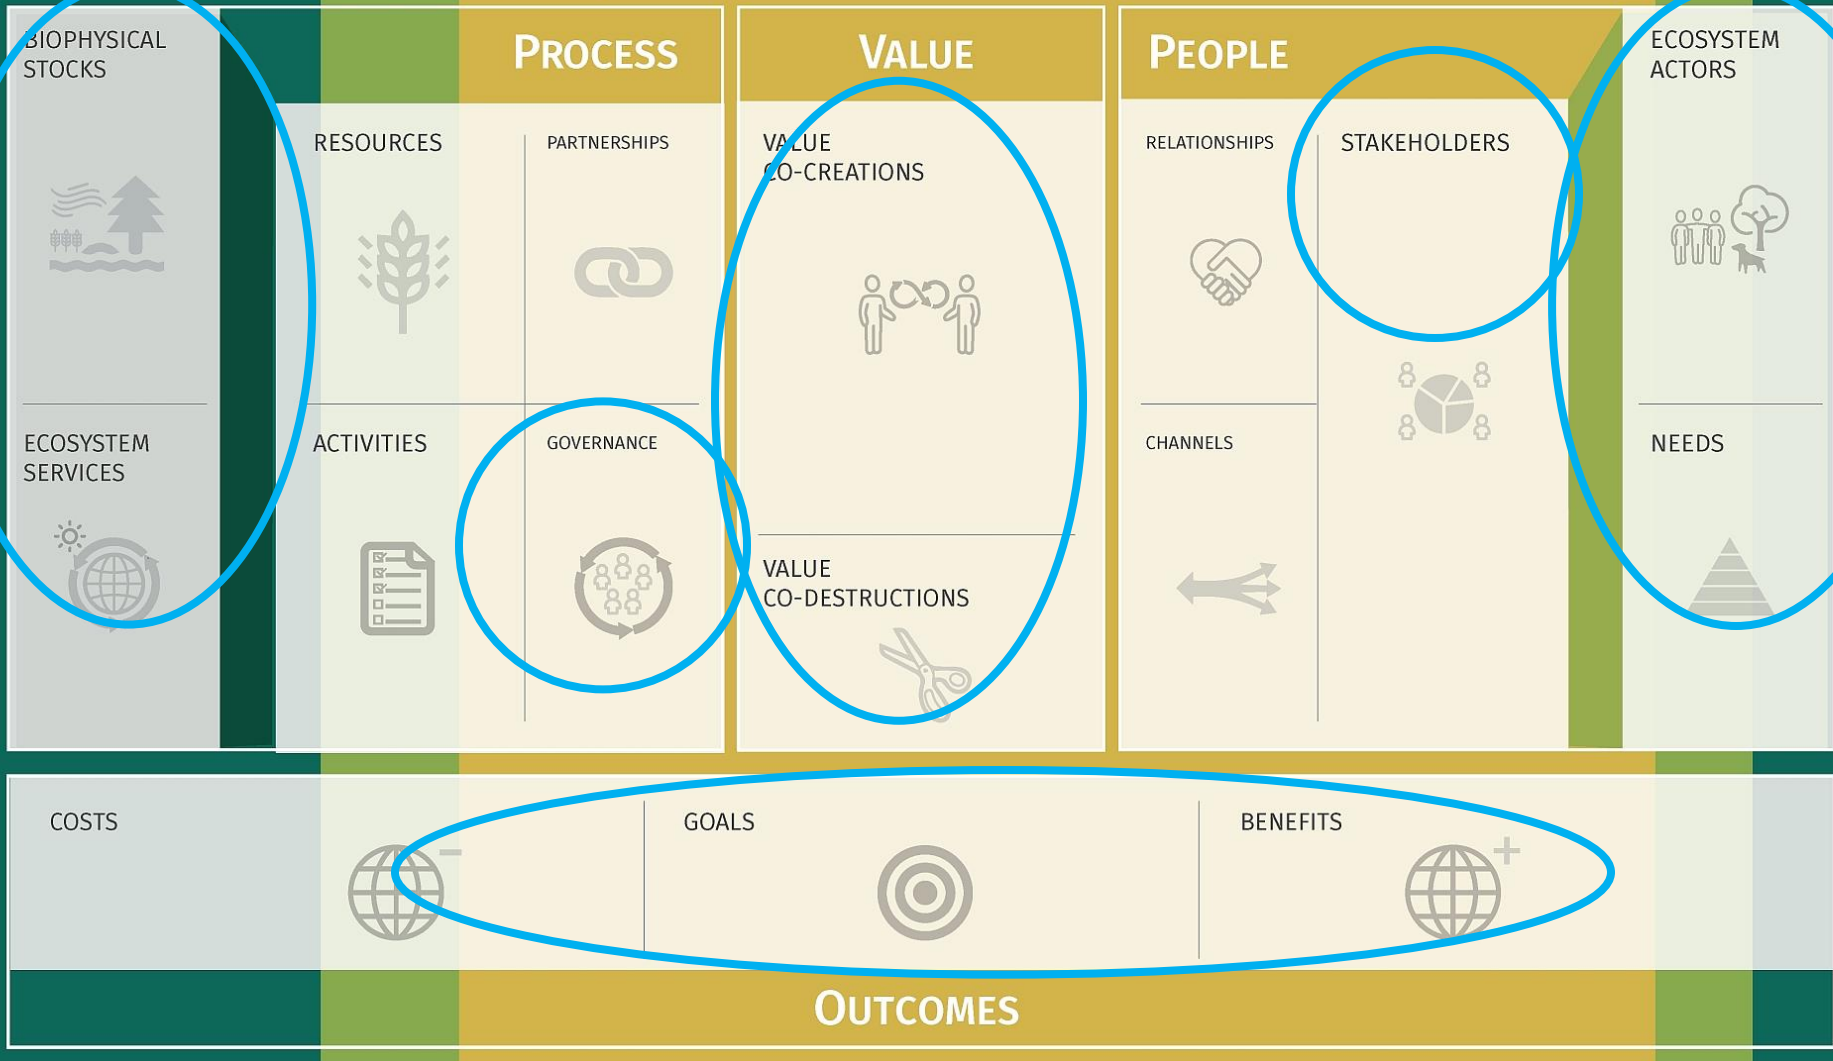 BIOPHYSICAL
STOCKS
ECOSYSTEM
SERVICES
PROCESS
RESOURCES
PARTNERSHIPS
ACTIVITIES
GOVERNANCE
VALUE
VALUE
CO-CREATIONS
VALUE
CO-DESTRUCTIONS
PEOPLE
RELATIONSHIPS
STAKEHOLDERS
CHANNELS
ECOSYSTEM
ACTORS
NEEDS
COSTS
GOALS
BENEFITS
OUTCOMES